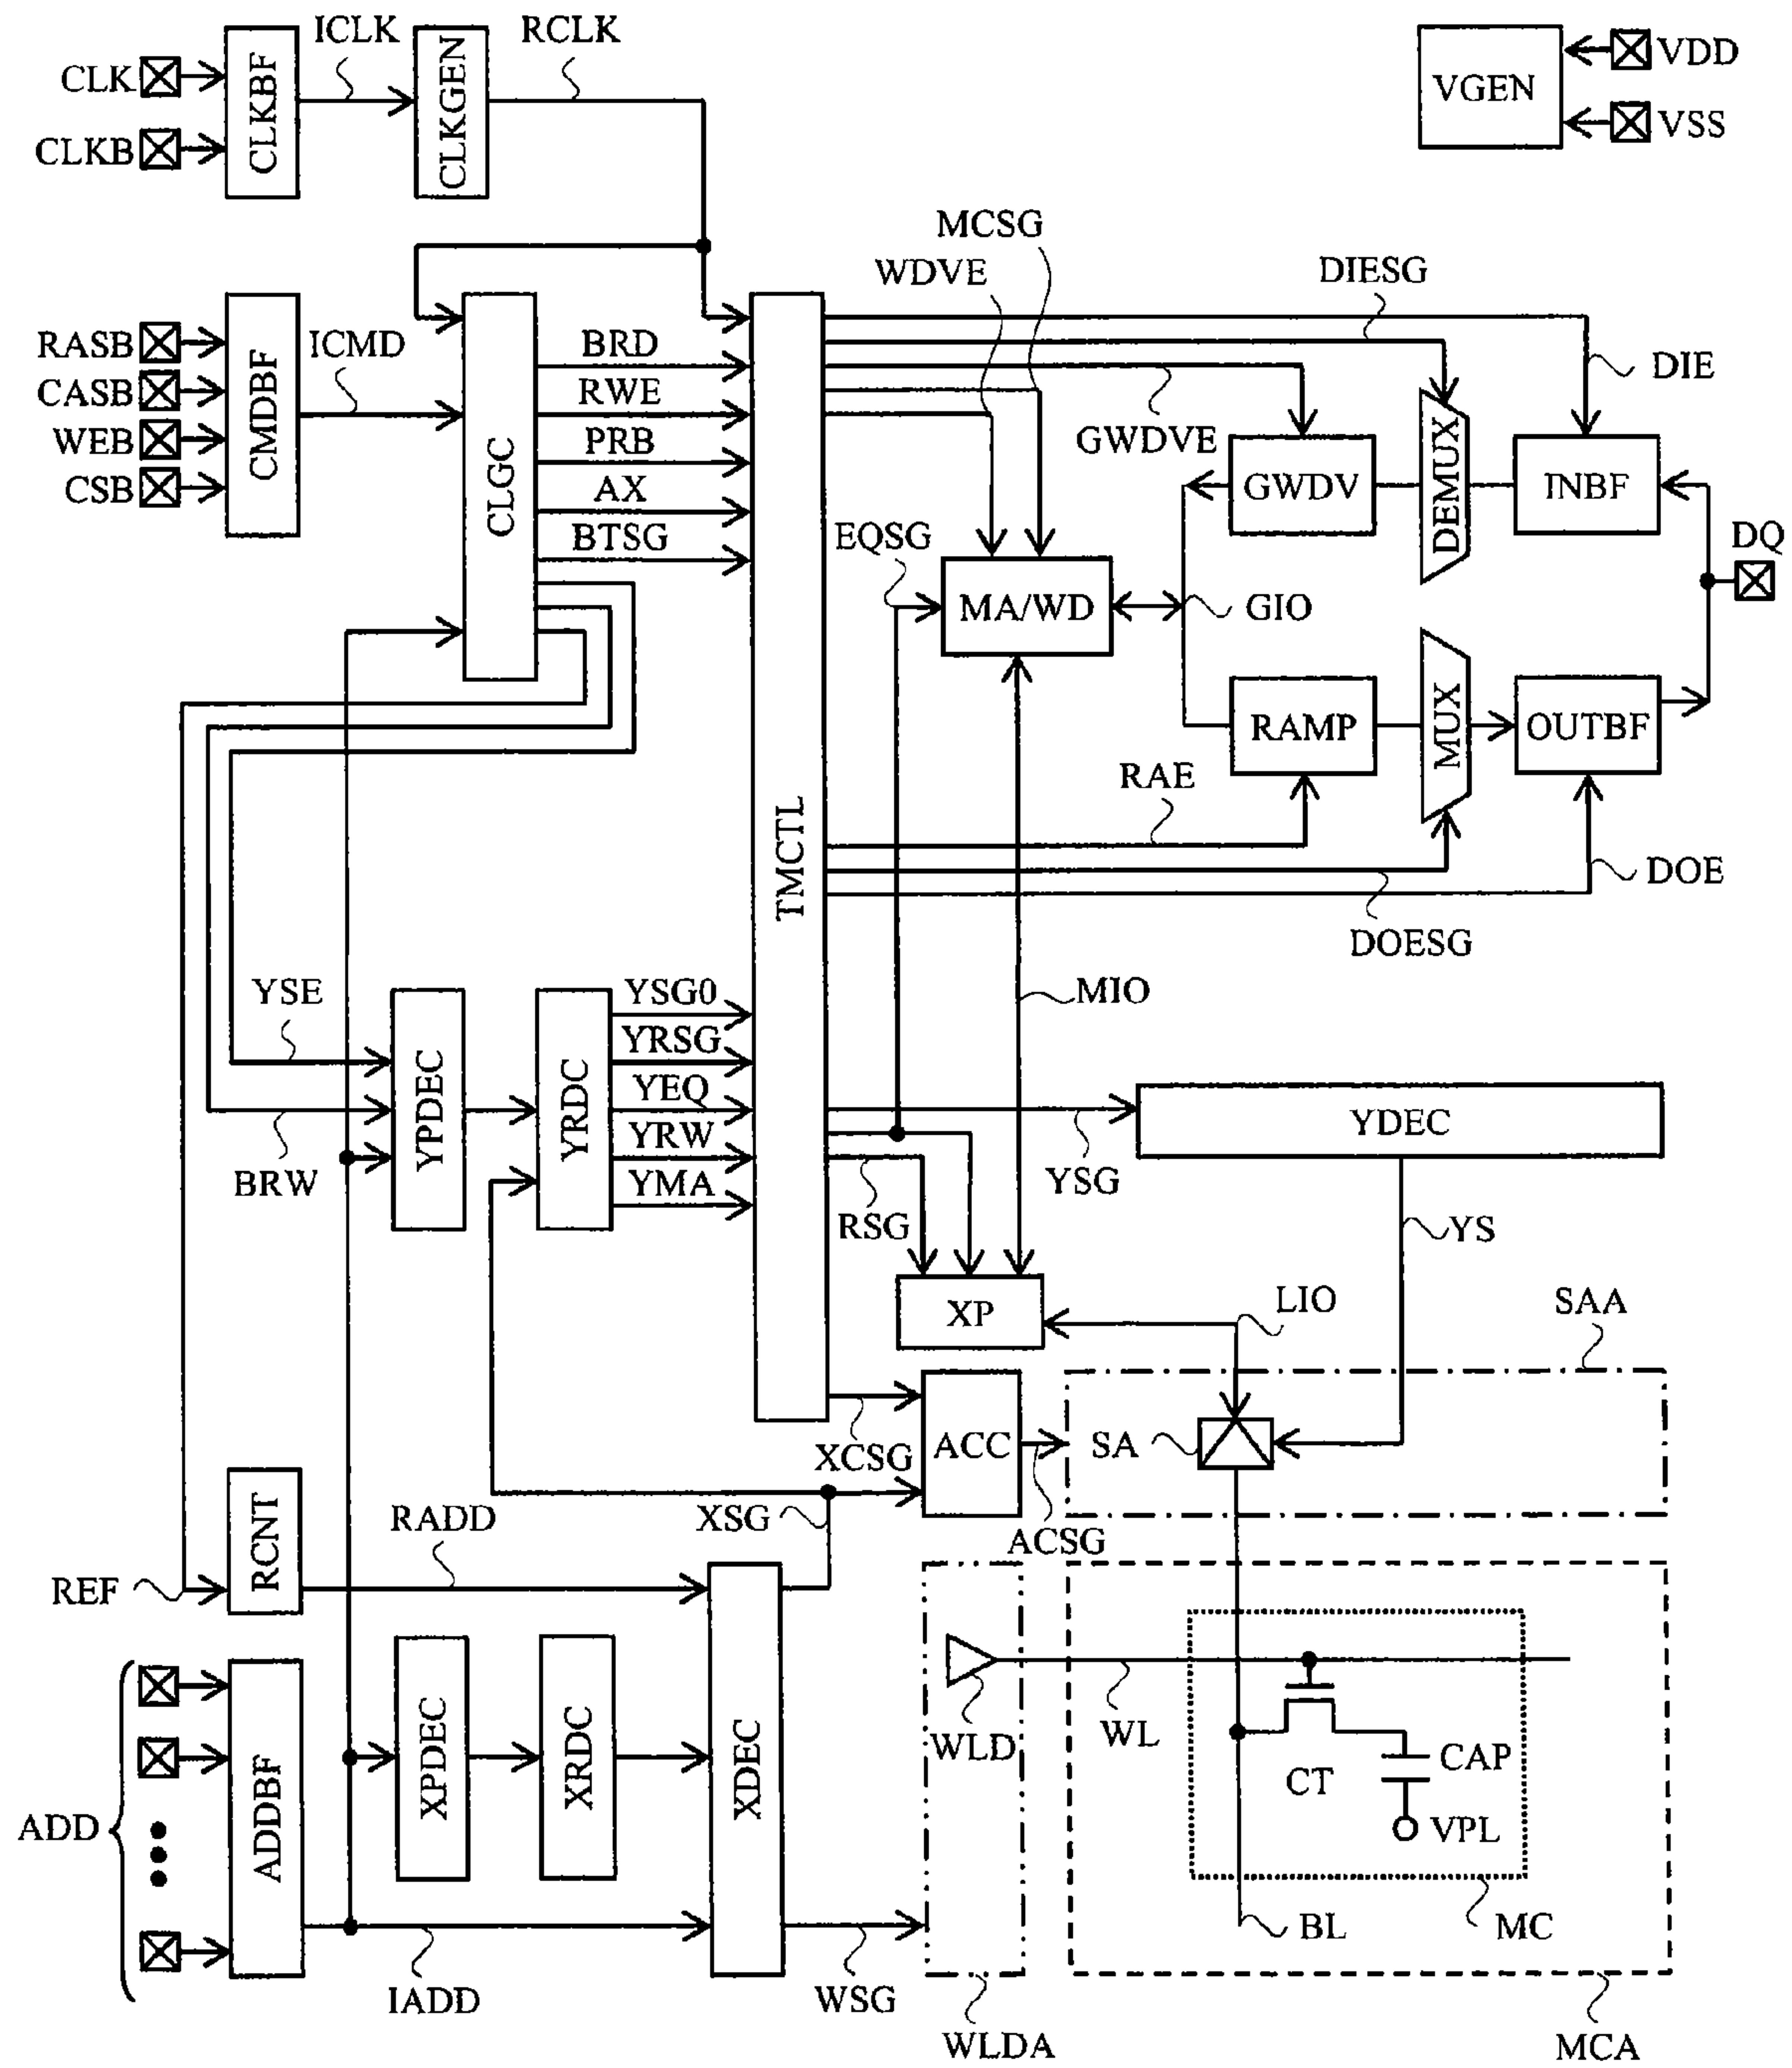 ICLK
RCLK
CLK
CLKB
CLKBF
CLKGEN
VGEN
VDD
VSS
MCSG
WDVE
DIESG
RASB
CASB
WEB
CSB
CMDBF
ICMD
CLGC
BRD
RWE
PRB
AX
BTSG
TMCTL
DIE
GWDVE
GWDV
DEMUX
INBF
DQ
EQSG
MA/WD
GIO
RAMP
MUX
OUTBF
RAE
DOE
DOESG
MIO
YSE
BRW
YPDEC
YRDC
YSG0
YRSG
YEQ
YRW
YMA
YDEC
YSG
RSG
YS
XP
LIO
SAA
XCSG
ACC
SA
ACSG
XSG
RADD
REF
RCNT
ADD
ADDBF
XPDEC
XRDC
XDEC
IADD
WSG
WLD
WLDA
WL
CT
CAP
VPL
BL
MC
MCA